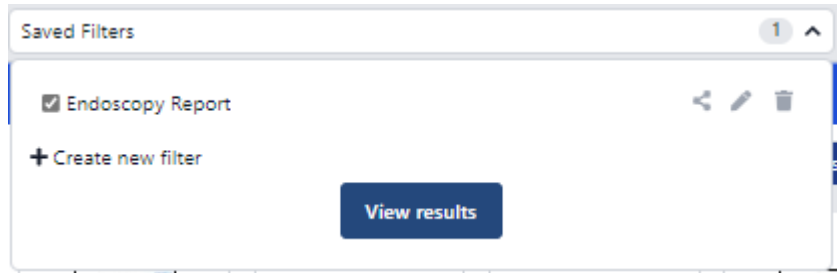 Saved Filters 1
Endoscopy Report
Create new filter
View results